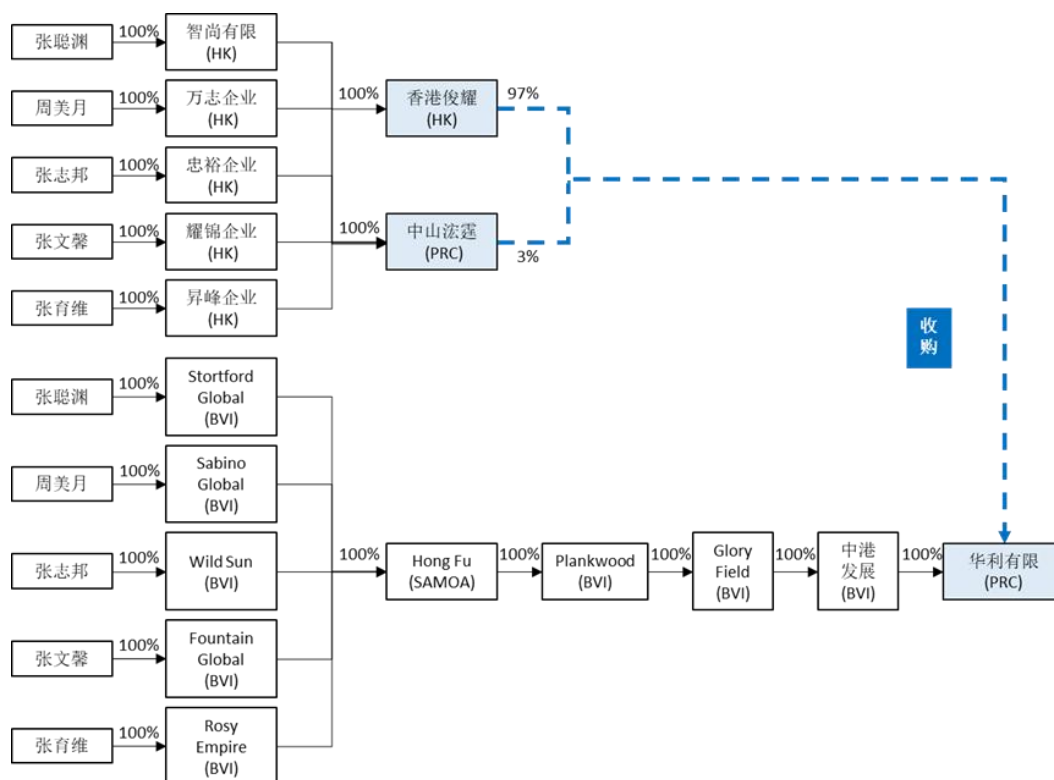 张聪渊
100%
智尚有限
(HK)
周美月
100%
万志企业
(HK)
100%
香港俊耀
(HK)
97%
张志邦
100%
忠裕企业
(HK)
张文馨
100%
耀锦企业
(HK)
100%
中山浤霆
(PRC)
3%
张育维
100%
昇峰企业
(HK)
收
购
张聪渊
100%
Stortford
Global
(BVI)
周美月
100%
Sabino
Global
(BVI)
张志邦
100%
Wild Sun
(BVI)
100%
Hong Fu
(SAMOA)
100%
Plankwood
(BVI)
100%
Glory
Field
(BVI)
100%
中港
发展
(BVI)
100%
华利有限
(PRC)
张文馨
100%
Fountain
Global
(BVI)
张育维
100%
Rosy
Empire
(BVI)